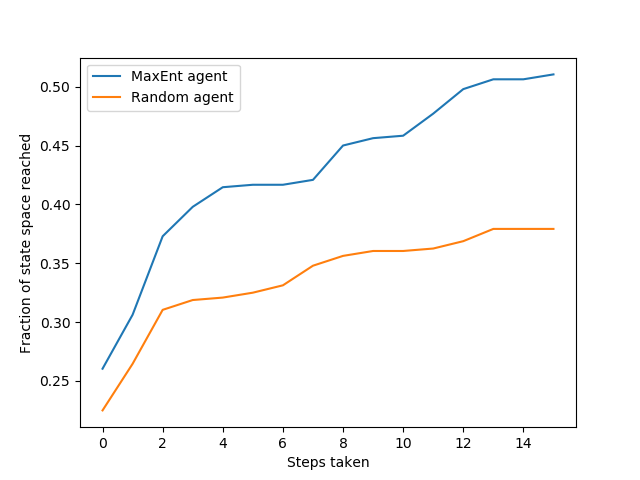 MaxEnt agent
Random agent
0.50
0.45
0.40
0.35
0.30
0.25
Fraction of state space reached
0 2 4 6 8 10 12 14
Steps taken